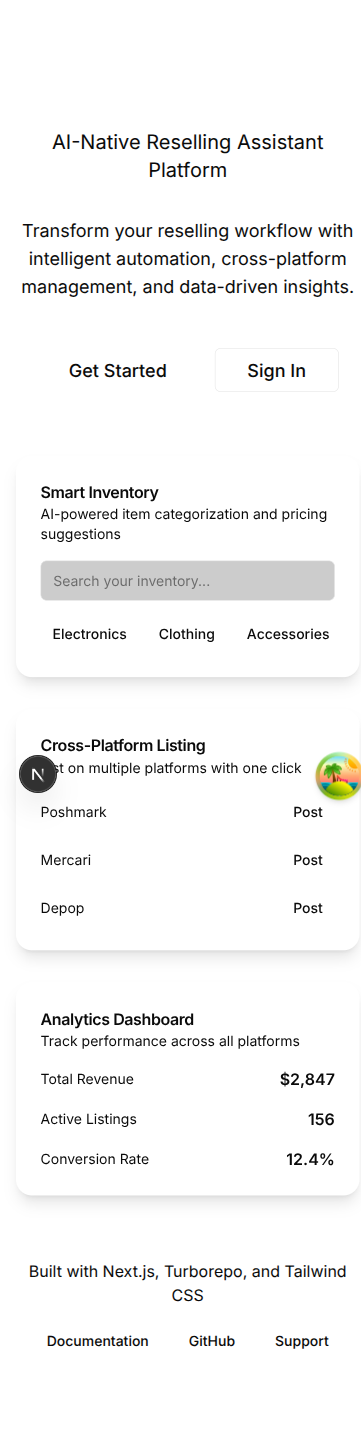 AI-Native Reselling Assistant
Platform
Transform your reselling workflow with
intelligent automation, cross-platform
management, and data-driven insights.
Get Started
Sign In
Smart Inventory
AI-powered item categorization and pricing
suggestions
Search your inventory...
Electronics
Clothing
Accessories
Cross-Platform Listing
N
st on multiple platforms with one click
Poshmark
Post
Mercari
Post
Depop
Post
Analytics Dashboard
Track performance across all platforms
Total Revenue
$2,847
Active Listings
156
Conversion Rate
12.4%
Built with Next.js, Turborepo, and Tailwind
CSS
Documentation
GitHub
Support